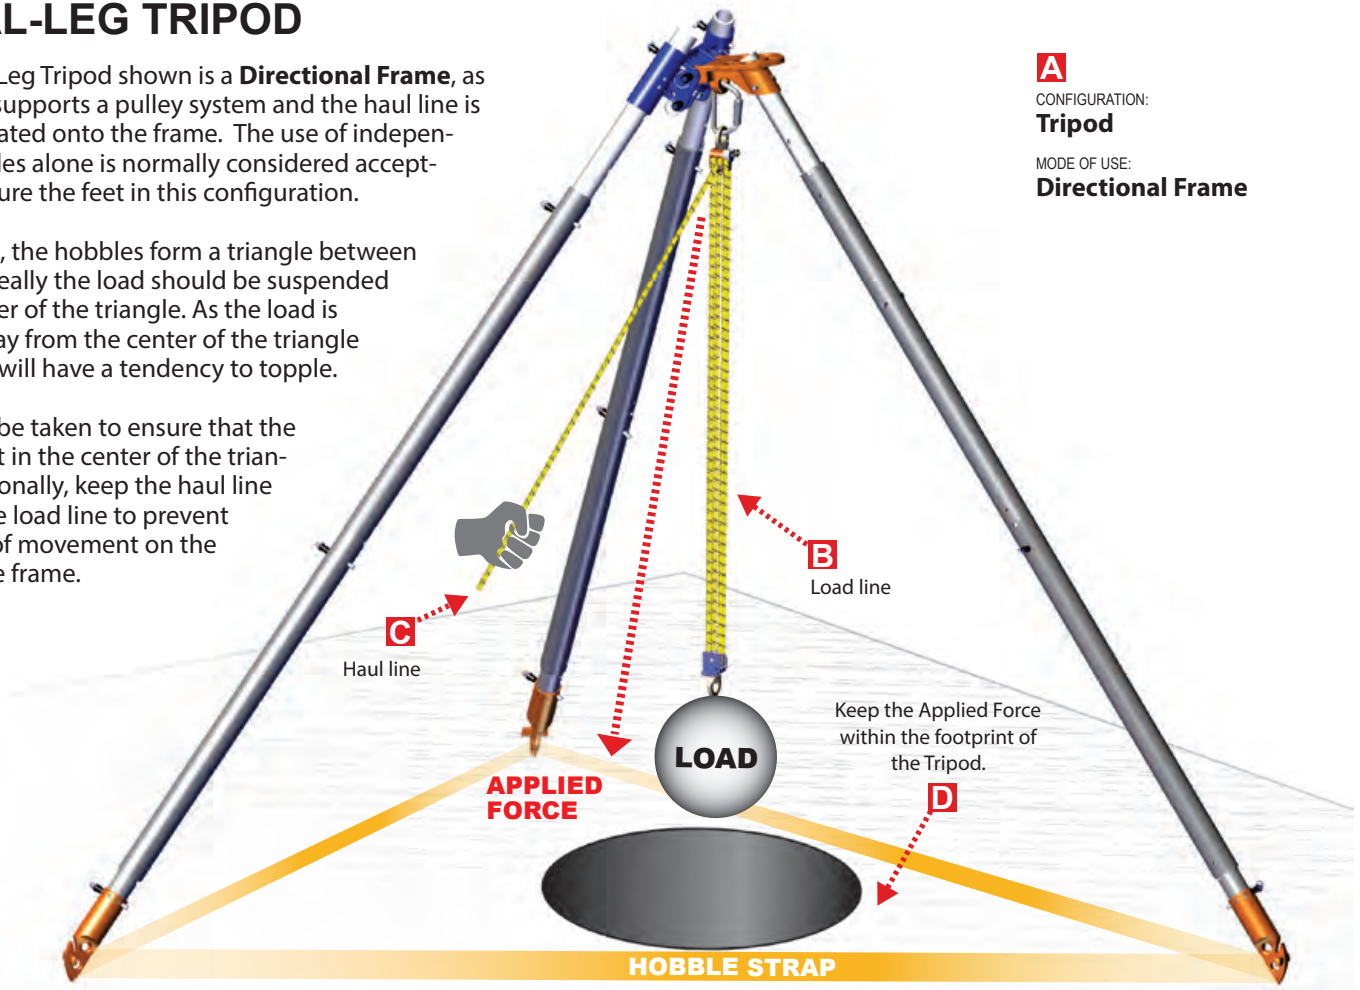 AL-LEG TRIPOD
Leg Tripod shown is a Directional Frame, as
supports a pulley system and the haul line is
ated onto the frame. The use of indepen-
les alone is normally considered accept-
ure the feet in this configuration.
, the hobbles form a triangle between
eally the load should be suspended
er of the triangle. As the load is
ay from the center of the triangle
will have a tendency to topple.
be taken to ensure that the
t in the center of the trian-
onally, keep the haul line
e load line to prevent
of movement on the
e frame.
A
CONFIGURATION:
Tripod
MODE OF USE:
Directional Frame
B
Load line
C
Haul line
LOAD
Keep the Applied Force
within the footprint of
the Tripod.
D
APPLIED
FORCE
HOBBLE STRAP